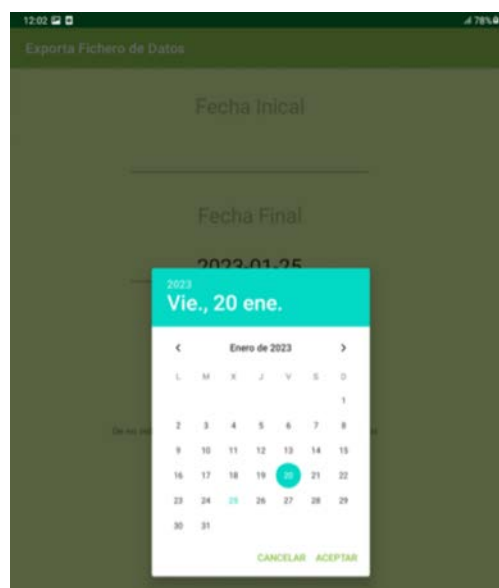 12:02
78%
Exporta Fichero de Datos
Fecha Inical
Fecha Final
2023-01-25
2023
Vie., 20 ene.
Enero de 2023
L M X J V S D
1
2 3 4 5 6 7 8
9 10 11 12 13 14 15
16 17 18 19 20 21 22
23 24 25 26 27 28 29
30 31
CANCELAR ACEPTAR